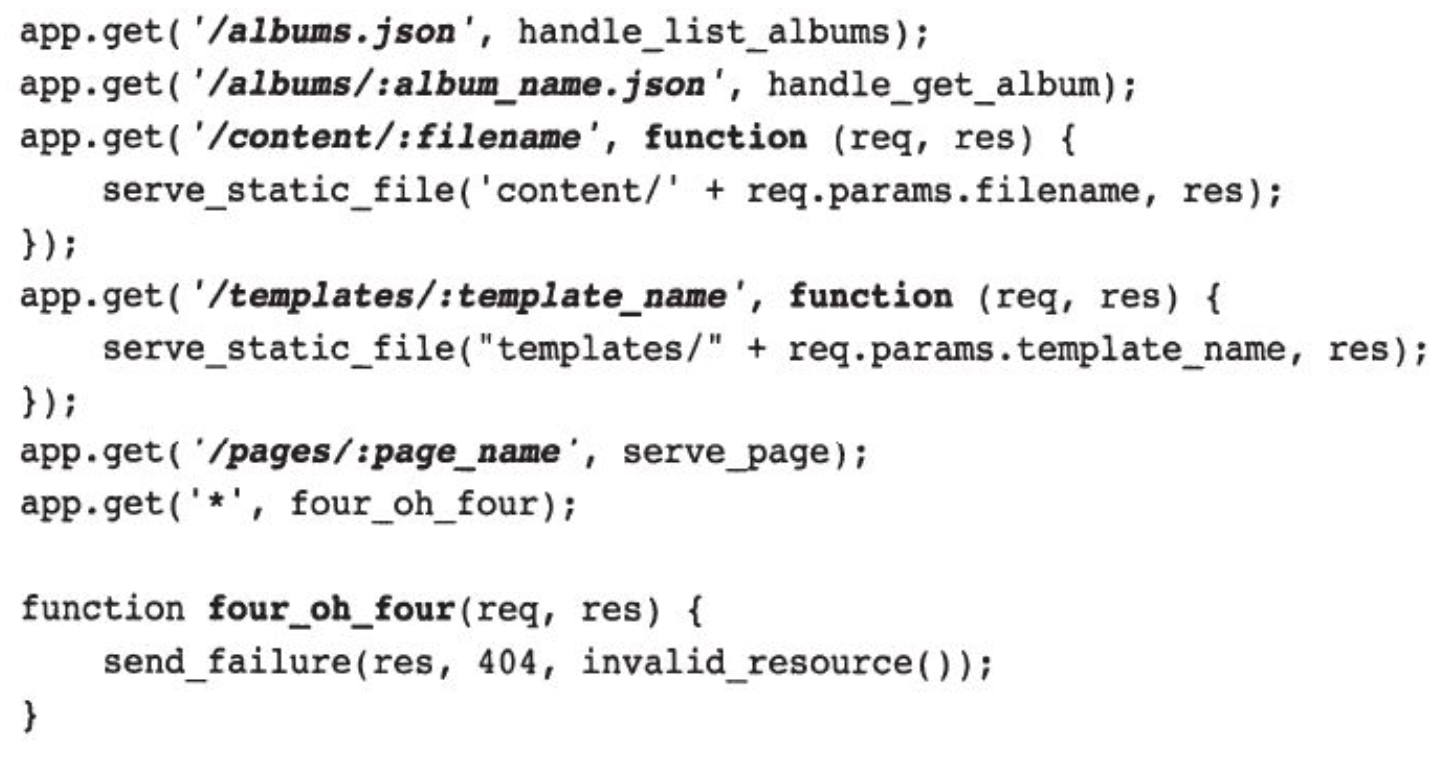 app.get('/albums.json', handle_list_albums);
app.get('/albums/:album_name.json', handle_get_album);
app.get('/content/:filename', function (req, res) {
    serve_static_file('content/' + req.params.filename, res);
});
app.get('/templates/:template_name', function (req, res) {
    serve_static_file("templates/" + req.params.template_name, res);
});
app.get('/pages/:page_name', serve_page);
app.get('*', four_oh_four);

function four_oh_four(req, res) {
    send_failure(res, 404, invalid_resource());
}